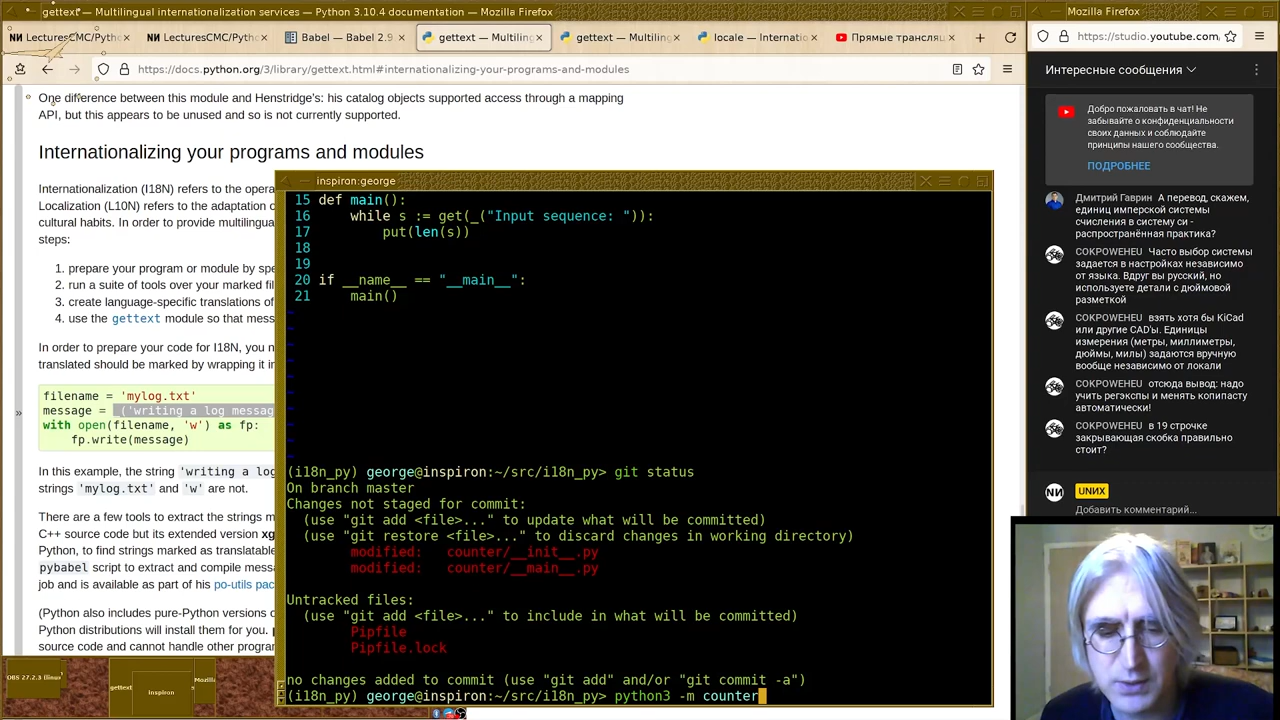 gettext — Multilingual internationalization services — Python 3.10.4 documentation — Mozilla Firefox
Mozilla Firefox
LecturesCMC/Pytho
LecturesCMC/Pytho
Babel — Babel 2.9
gettext — Multiling
gettext — Multiling
locale — Internatio
Прямые трансляц
https://docs.python.org/3/library/gettext.html#internationalizing-your-programs-and-modules
https://studio.youtube.com/
One difference between this module and Henstridge's: his catalog objects supported access through a mapping
API, but this appears to be unused and so is not currently supported.
Internationalizing your programs and modules
Internationalization (I18N) refers to the opera
Localization (L10N) refers to the adaptation o
cultural habits. In order to provide multilingua
steps:
1. prepare your program or module by spe
2. run a suite of tools over your marked fil
3. create language-specific translations of
4. use the gettext module so that mess
In order to prepare your code for I18N, you n
translated should be marked by wrapping it in
filename = 'mylog.txt'
message = _('writing a log messag
with open(filename, 'w') as fp:
fp.write(message)
In this example, the string 'writing a log
strings 'mylog.txt' and 'w' are not.
There are a few tools to extract the strings m
C++ source code but its extended version xg
Python, to find strings marked as translatable
pybabel script to extract and compile messa
job and is available as part of his po-utils pac
(Python also includes pure-Python versions o
Python distributions will install them for you. p
source code and cannot handle other progran
inspiron:george
15 def main():
16 while s := get(_("Input sequence: ")):
17 put(len(s))
18
19
20 if __name__ == "__main__":
21 main()
~
~
~
~
~
~
~
~
~
~
(i18n_py) george@inspiron:~/src/i18n_py> git status
On branch master
Changes not staged for commit:
(use "git add <file>..." to update what will be committed)
(use "git restore <file>..." to discard changes in working directory)
modified: counter/__init__.py
modified: counter/__main__.py
Untracked files:
(use "git add <file>..." to include in what will be committed)
Pipfile
Pipfile.lock
no changes added to commit (use "git add" and/or "git commit -a")
(i18n_py) george@inspiron:~/src/i18n_py> python3 -m counter
Интересные сообщения
Добро пожаловать в чат! Не
забывайте о конфиденциальности
своих данных и соблюдайте
принципы нашего сообщества.
ПОДРОБНЕЕ
Дмитрий Гаврин А перевод, скажем,
единиц имперской системы
счисления в систему си -
распространённая практика?
COKPOWEHEU Часто выбор системы
задается в настройках независимо
от языка. Вдруг вы русский, но
используете детали с дюймовой
разметкой
COKPOWEHEU взять хотя бы KiCad
или другие CAD'ы. Единицы
измерения (метры, миллиметры,
дюймы, милы) задаются вручную
вообще независимо от локали
COKPOWEHEU отсюда вывод: надо
учить регэкспы и менять копипасту
автоматически!
COKPOWEHEU в 19 строчке
закрывающая скобка правильно
стоит?
UNИX
Добавить комментарий...
OBS 27.2.3 (linux
gettext
inspiron
Mozilla